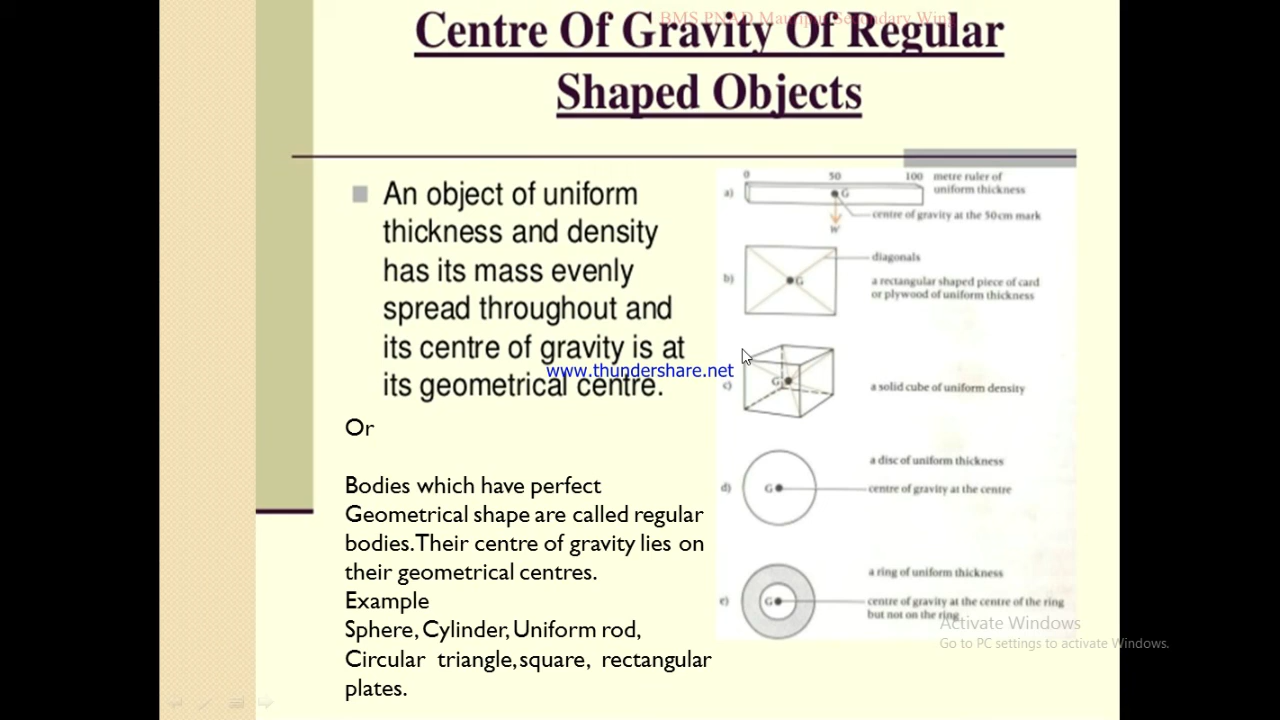 BMS PNAD Mauripur Secondary Wing
Centre Of Gravity Of Regular
Shaped Objects
An object of uniform
thickness and density
has its mass evenly
spread throughout and
its centre of gravity is at
www.thundershare.net
its geometrical centre.
Or
Bodies which have perfect
Geometrical shape are called regular
bodies.Their centre of gravity lies on
their geometrical centres.
Example
Sphere, Cylinder, Uniform rod,
Circular triangle,square, rectangular
plates.
0 50 100 metre ruler of
uniform thickness
a) G
centre of gravity at the 50cm mark
W
diagonals
b) G a rectangular shaped piece of card
or plywood of uniform thickness
c) G a solid cube of uniform density
a disc of uniform thickness
d) G centre of gravity at the centre
a ring of uniform thickness
e) G centre of gravity at the centre of the ring
but not on the ring
Activate Windows
Go to PC settings to activate Windows.